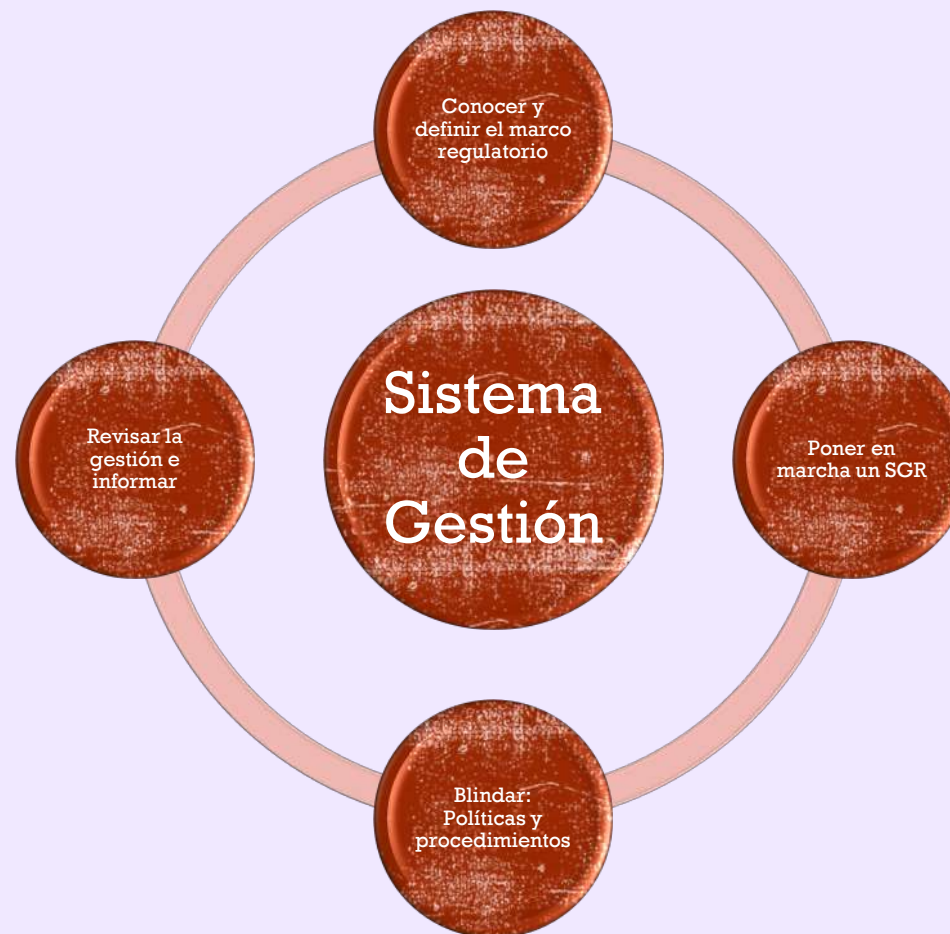 Conocer y
definir el marco
regulatorio
Sistema
de
Gestión
Revisar la
gestión e
informar
Poner en
marcha un SGR
Blindar:
Políticas y
procedimientos